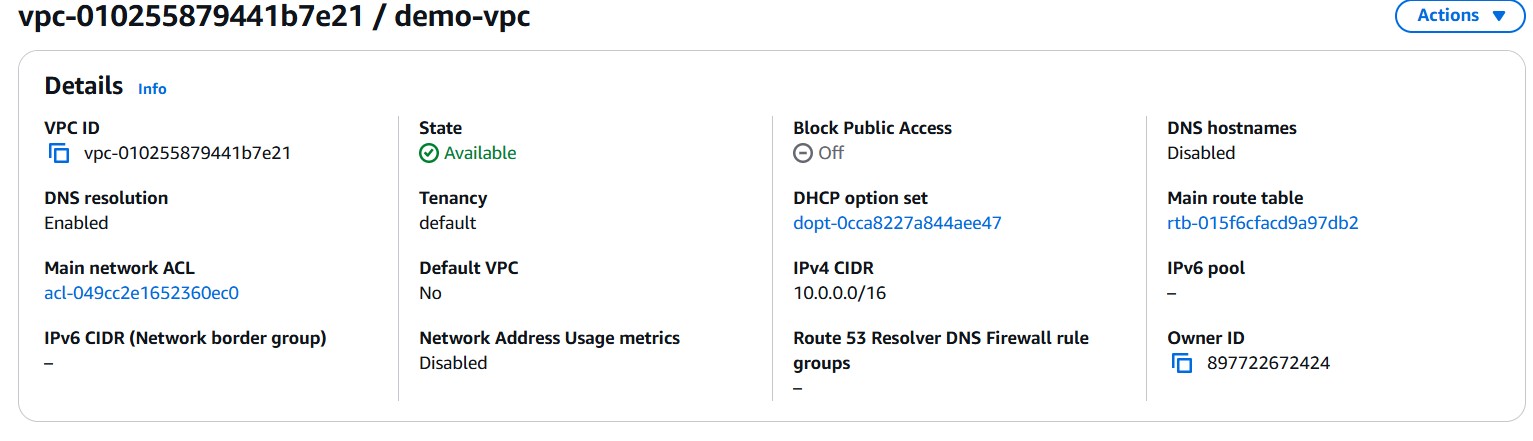 vpc-010255879441b7e21 / demo-vpc
Actions
Details Info
VPC ID
vpc-010255879441b7e21
State
Available
Block Public Access
Off
DNS hostnames
Disabled
DNS resolution
Enabled
Tenancy
default
DHCP option set
dopt-0cca8227a844aee47
Main route table
rtb-015f6cfacd9a97db2
Main network ACL
acl-049cc2e1652360ec0
Default VPC
No
IPv4 CIDR
10.0.0.0/16
IPv6 pool
–
IPv6 CIDR (Network border group)
–
Network Address Usage metrics
Disabled
Route 53 Resolver DNS Firewall rule
groups
–
Owner ID
897722672424